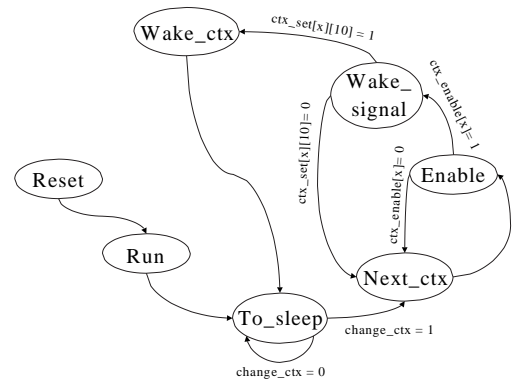 ctx_set[x][10] = 1
Wake_ctx
Wake_
signal
ctx_enable[x]= 1
ctx_set[x][10]= 0
ctx_enable[x]= 0
Enable
Reset
Run
Next_ctx
To_sleep
change_ctx = 1
change_ctx = 0